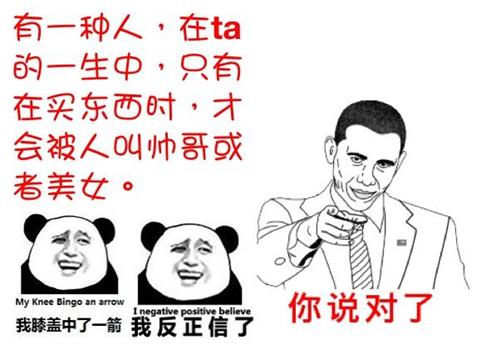 有一种人，在ta
的一生中，只有
在买东西时，才
会被人叫帅哥或
者美女。
My Knee Bingo an arrow
我膝盖中了一箭
I negative positive believe
我反正信了
你说对了